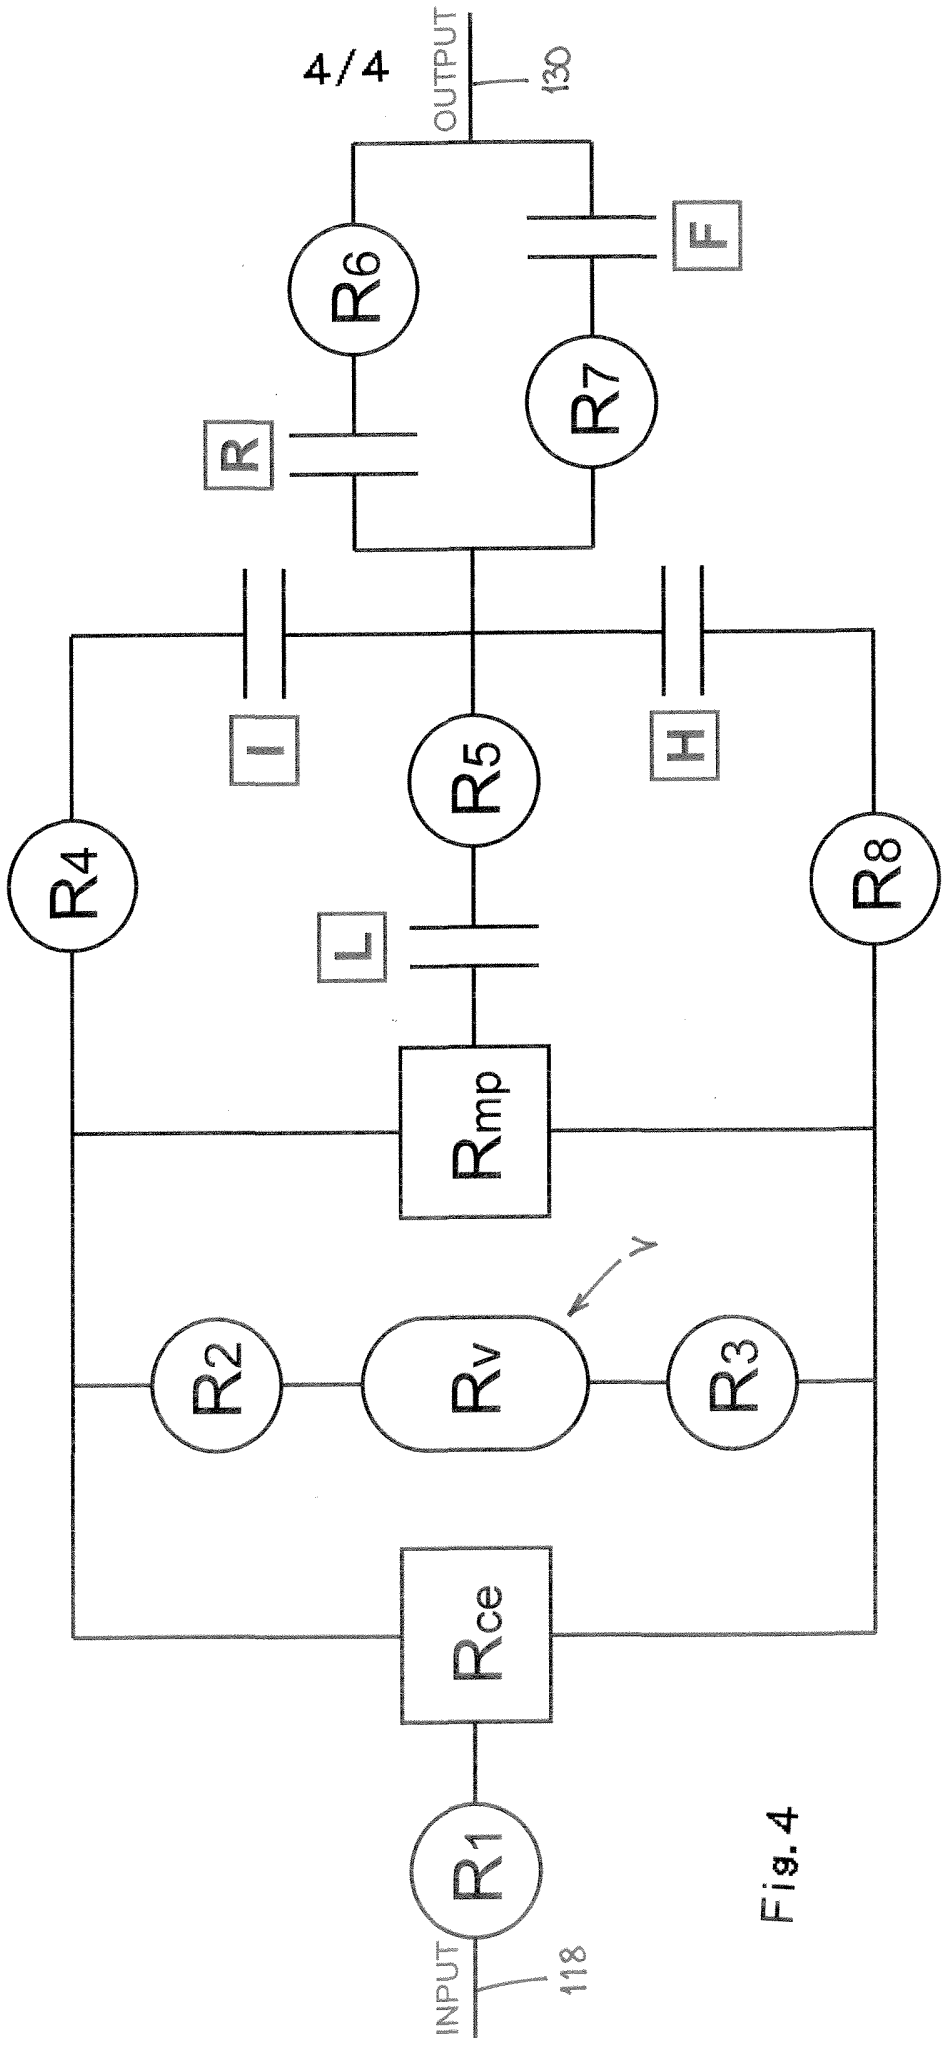 4/4
INPUT
118
R1
Rce
R2
Rv
R3
V
Rmp
L
R4
R5
R8
I
H
R
R6
R7
F
OUTPUT
130
Fig. 4